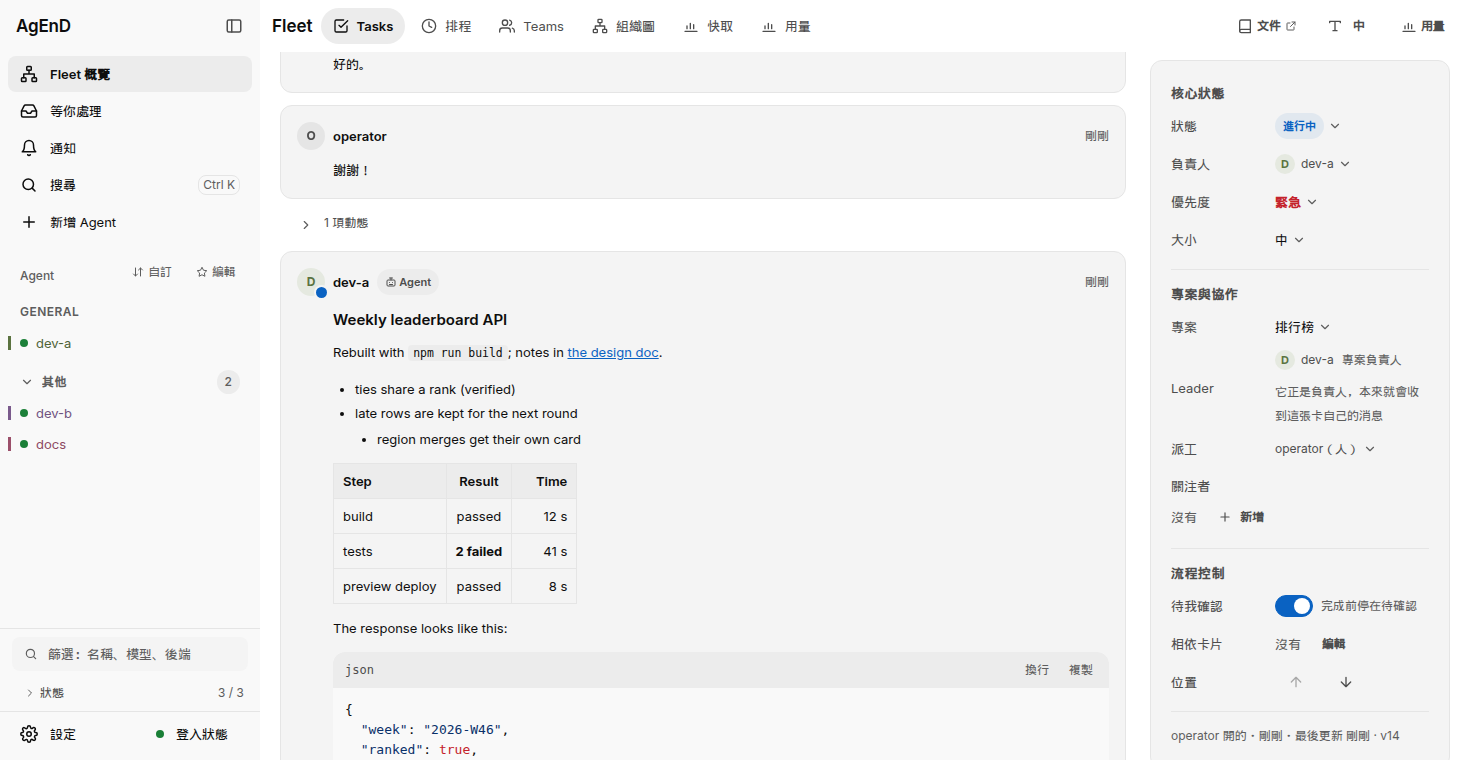 AgEnD
Fleet 概覽
等你處理
通知
搜尋 Ctrl K
新增 Agent
Agent 自訂 編輯
GENERAL
dev-a
其他 2
dev-b
docs
篩選：名稱、模型、後端
狀態 3 / 3
設定 登入狀態
Fleet Tasks 排程 Teams 組織圖 快取 用量 文件 中 用量
好的。
O operator 剛剛
謝謝！
1 項動態
D dev-a Agent 剛剛
Weekly leaderboard API
Rebuilt with npm run build; notes in the design doc.
ties share a rank (verified)
late rows are kept for the next round
region merges get their own card
Step Result Time
build passed 12 s
tests 2 failed 41 s
preview deploy passed 8 s
The response looks like this:
json 換行 複製
{
"week": "2026-W46",
"ranked": true,
核心狀態
狀態 進行中
負責人 D dev-a
優先度 緊急
大小 中
專案與協作
專案 排行榜
D dev-a 專案負責人
Leader 它正是負責人，本來就會收
到這張卡自己的消息
派工 operator（人）
關注者
沒有 新增
流程控制
待我確認 完成前停在待確認
相依卡片 沒有 編輯
位置
operator 開的・剛剛・最後更新 剛剛・v14